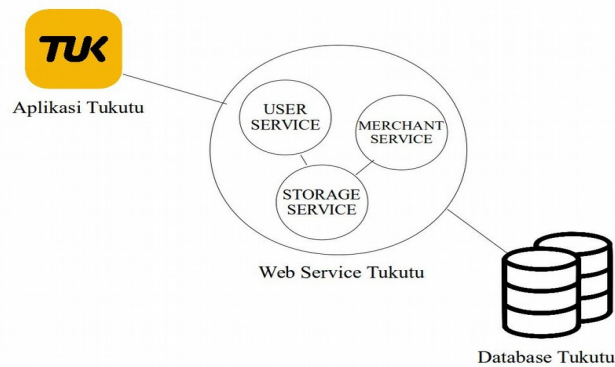 TUK
Aplikasi Tukutu
USER
SERVICE
MERCHANT
SERVICE
STORAGE
SERVICE
Web Service Tukutu
Database Tukutu